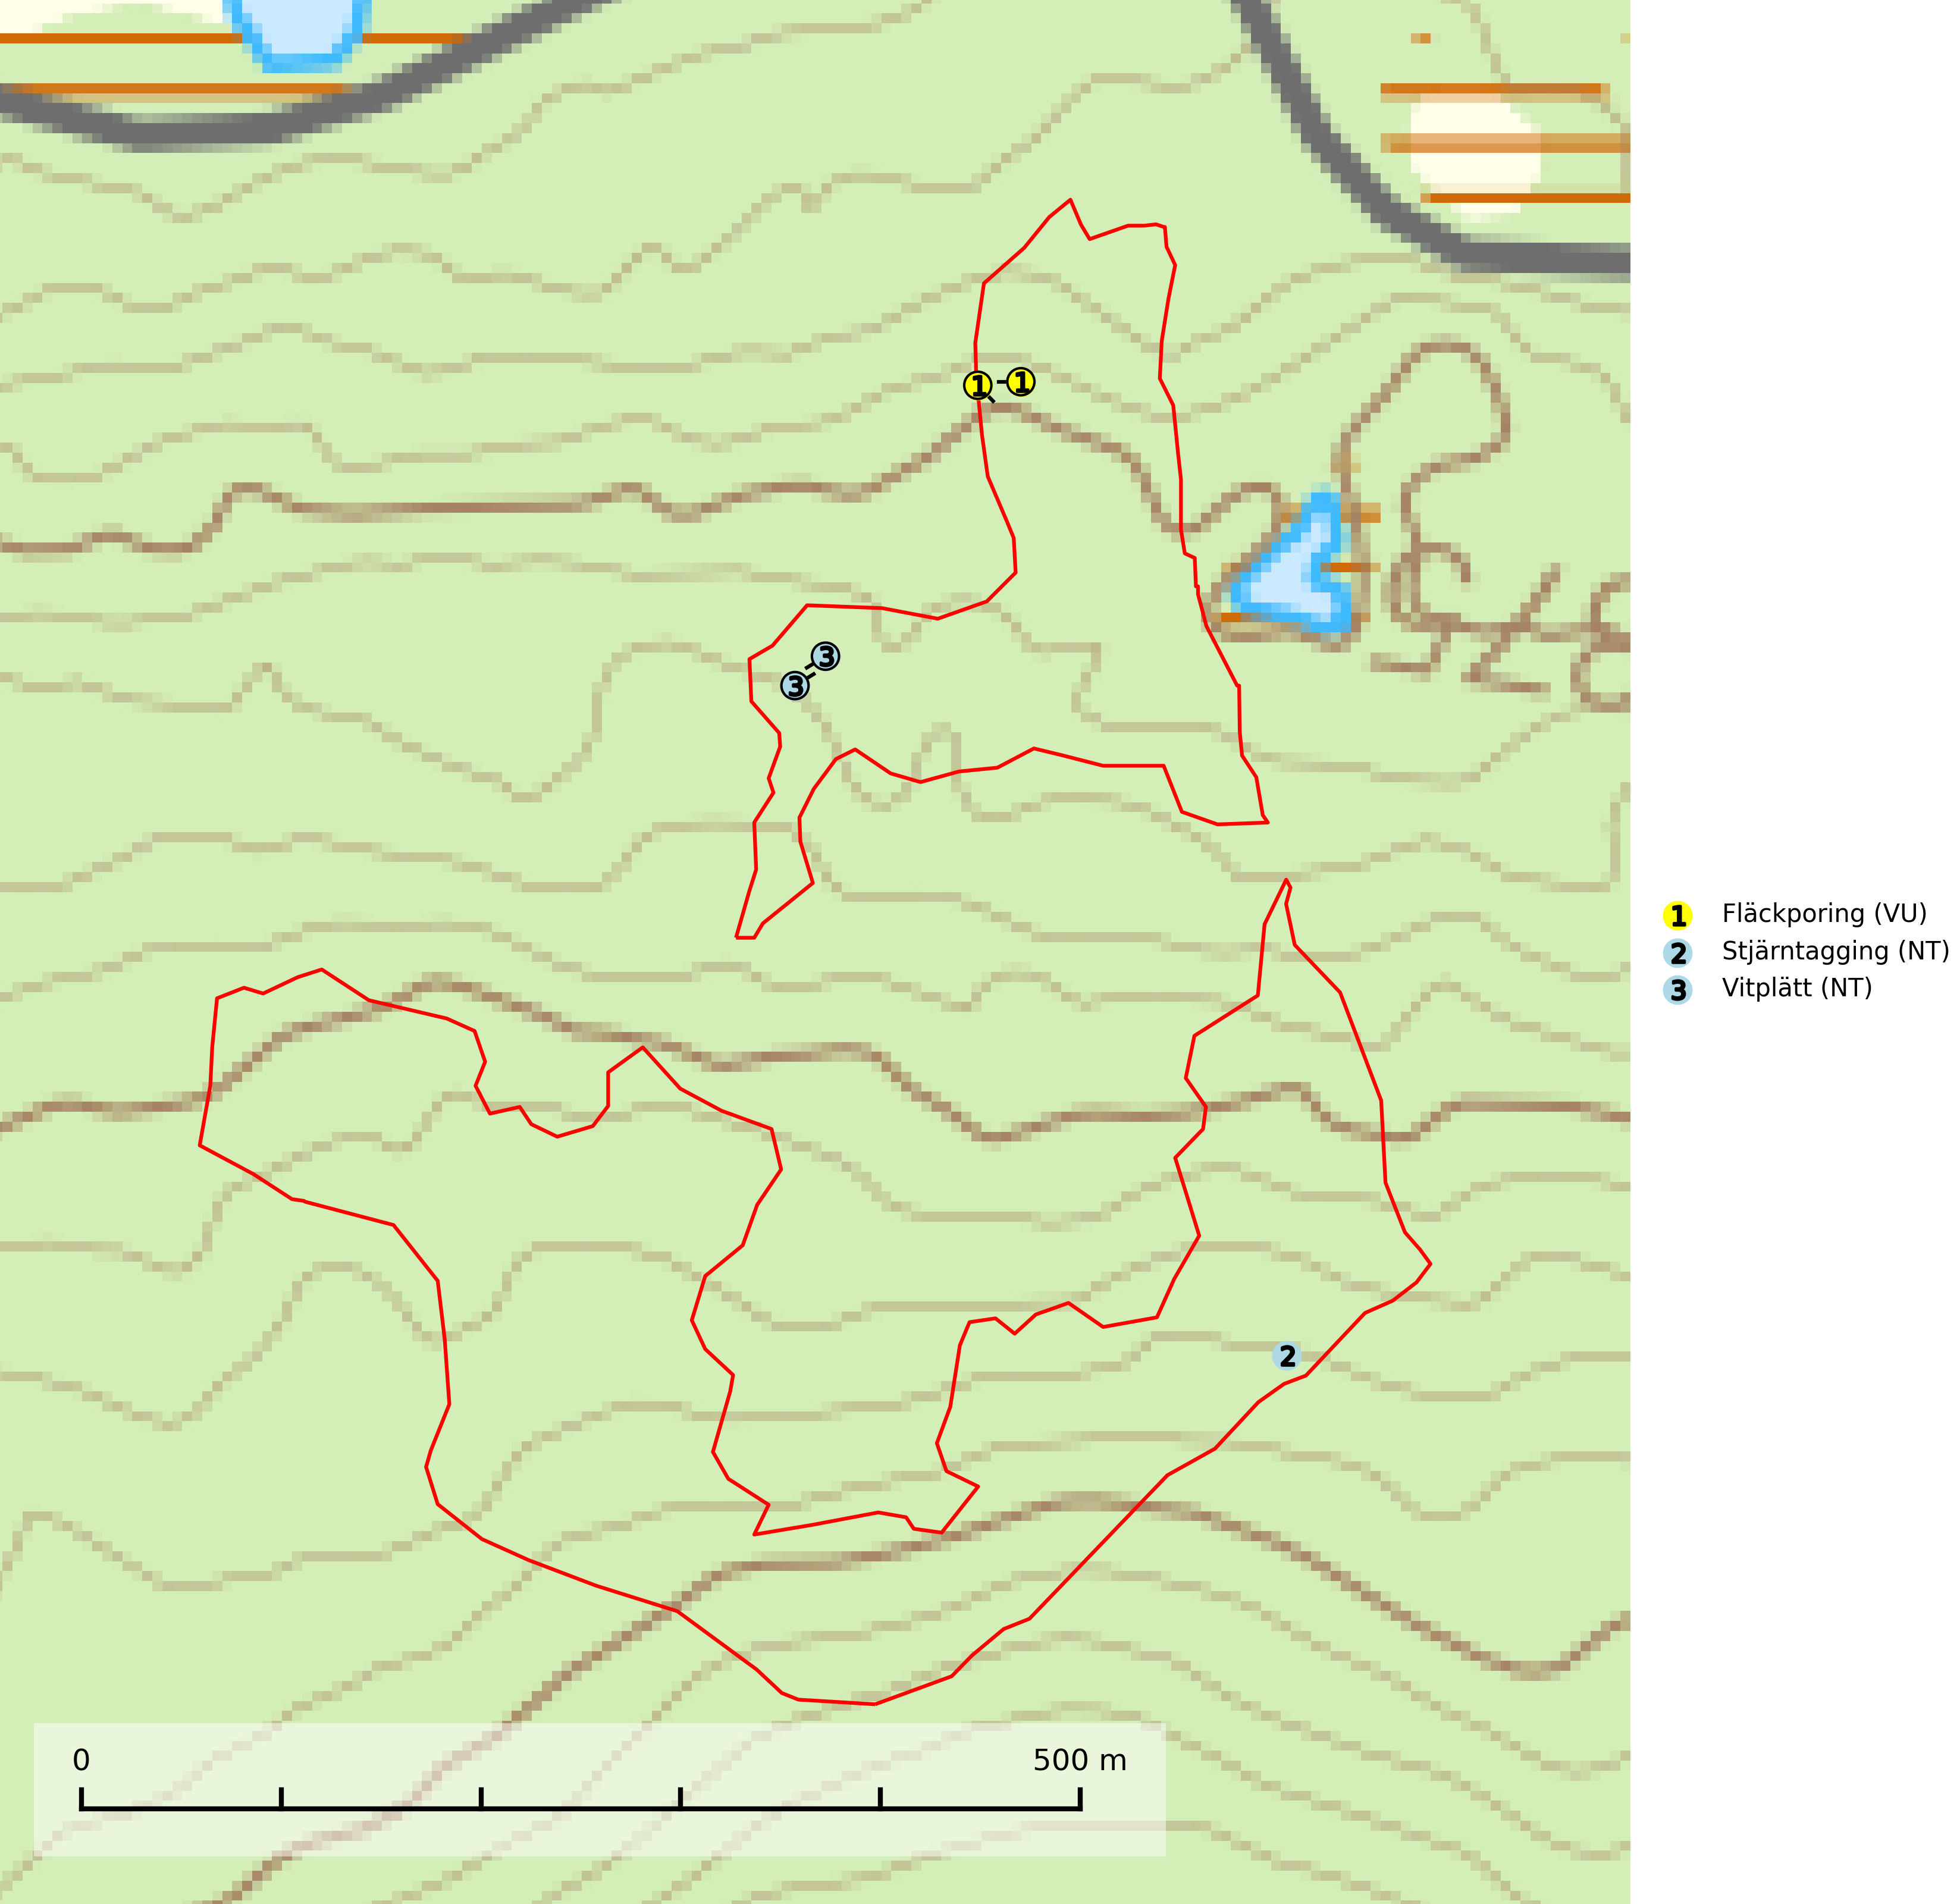 1 1
3
3
1 Fläckporing (VU)
2 Stjärntagging (NT)
3 Vitplätt (NT)
2
0 500 m